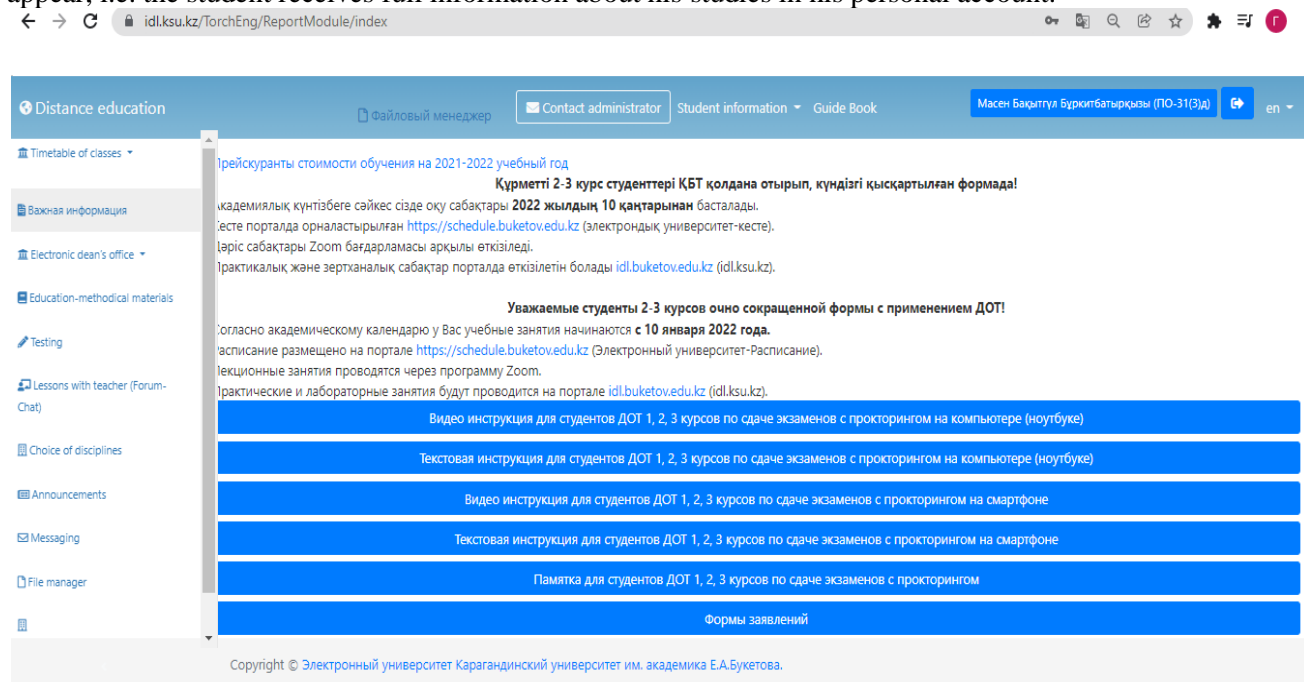 appear, i.e. the student receives full information about his studies in his personal account.
idl.ksu.kz/TorchEng/ReportModule/index
Г
Distance education
Файловый менеджер
Contact administrator
Student information
Guide Book
Масен Бақытгүл Бұркитбатырқызы (ПО-31(3)д)
en
Timetable of classes
Важная информация
Electronic dean's office
Education-methodical materials
Testing
Lessons with teacher (Forum-
Chat)
Choice of disciplines
Announcements
Messaging
File manager
Прейскуранты стоимости обучения на 2021-2022 учебный год
Құрметті 2-3 курс студенттері ҚБТ қолдана отырып, күндізгі қысқартылған формада!
Академиялық күнтізбеге сәйкес сізде оқу сабақтары 2022 жылдың 10 қаңтарынан басталады.
Кесте порталда орналастырылған https://schedule.buketov.edu.kz (электрондық университет-кесте).
Дәріс сабақтары Zoom бағдарламасы арқылы өткізіледі.
Практикалық және зертханалық сабақтар порталда өткізілетін болады idl.buketov.edu.kz (idl.ksu.kz).
Уважаемые студенты 2-3 курсов очно сокращенной формы с применением ДОТ!
Согласно академическому календарю у Вас учебные занятия начинаются с 10 января 2022 года.
Расписание размещено на портале https://schedule.buketov.edu.kz (Электронный университет-Расписание).
Лекционные занятия проводятся через программу Zoom.
Практические и лабораторные занятия будут проводится на портале idl.buketov.edu.kz (idl.ksu.kz).
Видео инструкция для студентов ДОТ 1, 2, 3 курсов по сдаче экзаменов с прокторингом на компьютере (ноутбуке)
Текстовая инструкция для студентов ДОТ 1, 2, 3 курсов по сдаче экзаменов с прокторингом на компьютере (ноутбуке)
Видео инструкция для студентов ДОТ 1, 2, 3 курсов по сдаче экзаменов с прокторингом на смартфоне
Текстовая инструкция для студентов ДОТ 1, 2, 3 курсов по сдаче экзаменов с прокторингом на смартфоне
Памятка для студентов ДОТ 1, 2, 3 курсов по сдаче экзаменов с прокторингом
Формы заявлений
Copyright © Электронный университет Карагандинский университет им. академика Е.А.Букетова.